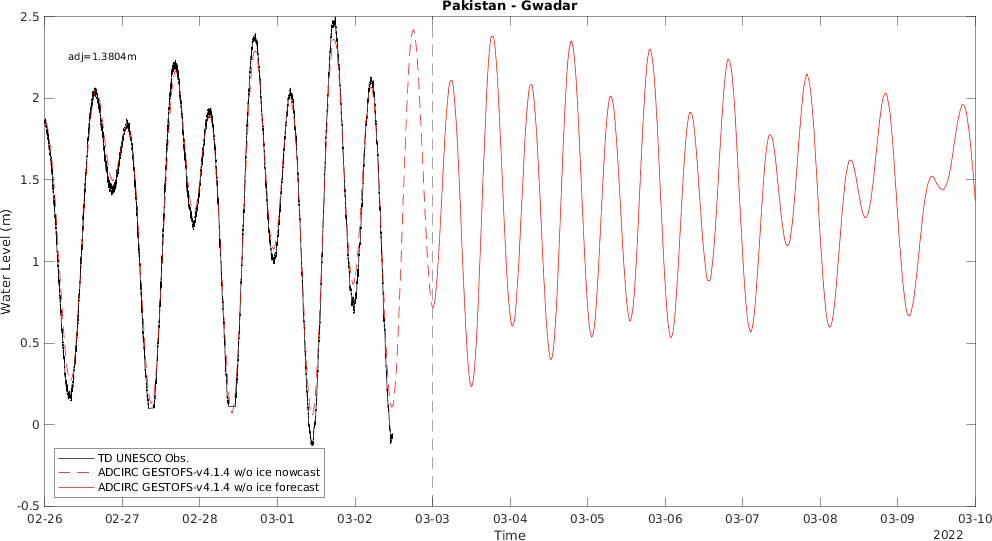 Pakistan - Gwadar
adj=1.3804m
2.5
2
1.5
1
0.5
0
-0.5
Water Level (m)
TD UNESCO Obs.
ADCIRC GESTOFS-v4.1.4 w/o ice nowcast
ADCIRC GESTOFS-v4.1.4 w/o ice forecast
02-26 02-27 02-28 03-01 03-02 03-03 03-04 03-05 03-06 03-07 03-08 03-09 03-10
Time
2022